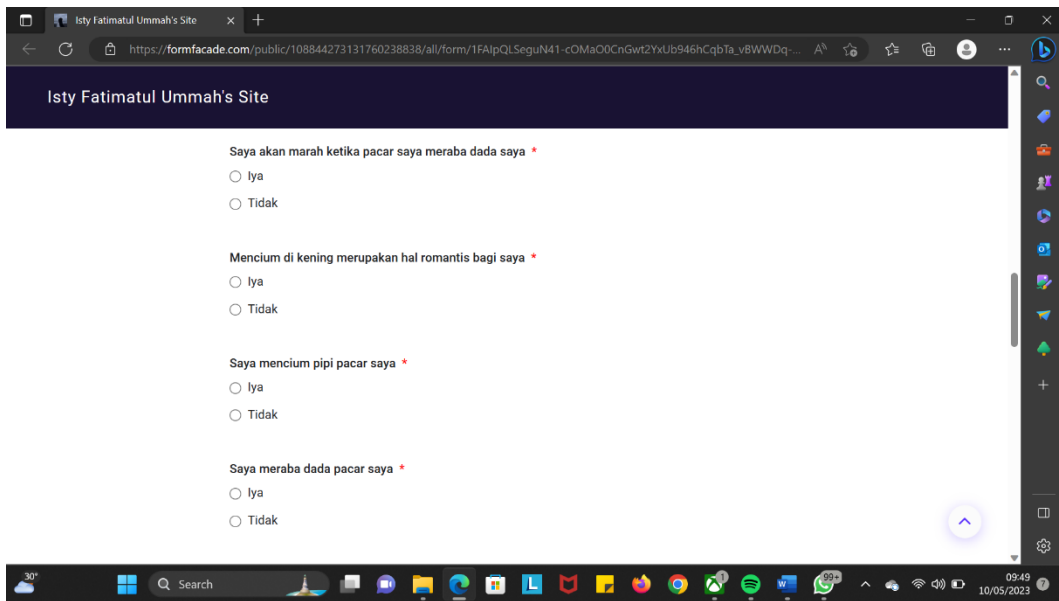 Isty Fatimatul Ummah's Site
https://formfacade.com/public/108844273131760238838/all/form/1FAIpQLSeguN41-cOMaO0CnGwt2YxUb946hCqbTa_vBWWDq-...
Isty Fatimatul Ummah's Site
Saya akan marah ketika pacar saya meraba dada saya *
Iya
Tidak
Mencium di kening merupakan hal romantis bagi saya *
Iya
Tidak
Saya mencium pipi pacar saya *
Iya
Tidak
Saya meraba dada pacar saya *
Iya
Tidak
30°
Search
L
1
W
99+
09:49
10/05/2023
7